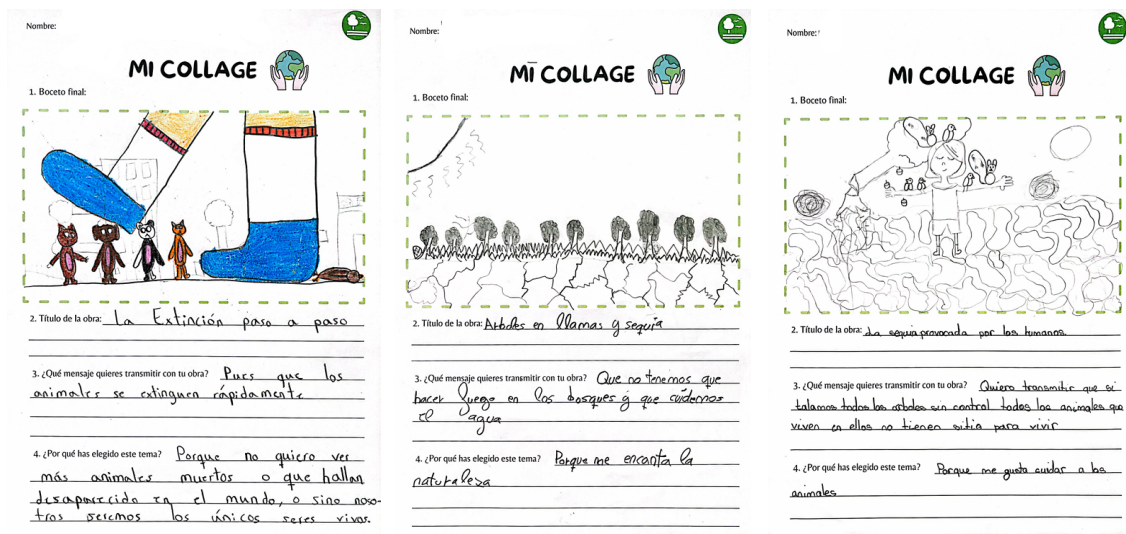 Nombre:
MI COLLAGE
1. Boceto final:
2. Título de la obra: La Extinción paso a paso
3. ¿Qué mensaje quieres transmitir con tu obra? Pues que los
animales se extinguen rápidamente
4. ¿Por qué has elegido este tema? Porque no quiero ver
más animales muertos o que hallan
desaparecido en el mundo, o sino noso-
tros seremos los únicos seres vivos.
Nombre:
MI COLLAGE
1. Boceto final:
2. Título de la obra: Arboles en llamas y sequia
3. ¿Qué mensaje quieres transmitir con tu obra? Que no tenemos que
hacer fuego en los bosques y que cuidemos
el agua
4. ¿Por qué has elegido este tema? Porque me encanta la
naturaleza
Nombre:
MI COLLAGE
1. Boceto final:
2. Título de la obra: La sequia provocada por los humanos.
3. ¿Qué mensaje quieres transmitir con tu obra? Quiero transmitir que si
talamos todos los arboles sin control todos los animales que
viven en ellos no tienen sitio para vivir
4. ¿Por qué has elegido este tema? Porque me gusta cuidar a los
animales